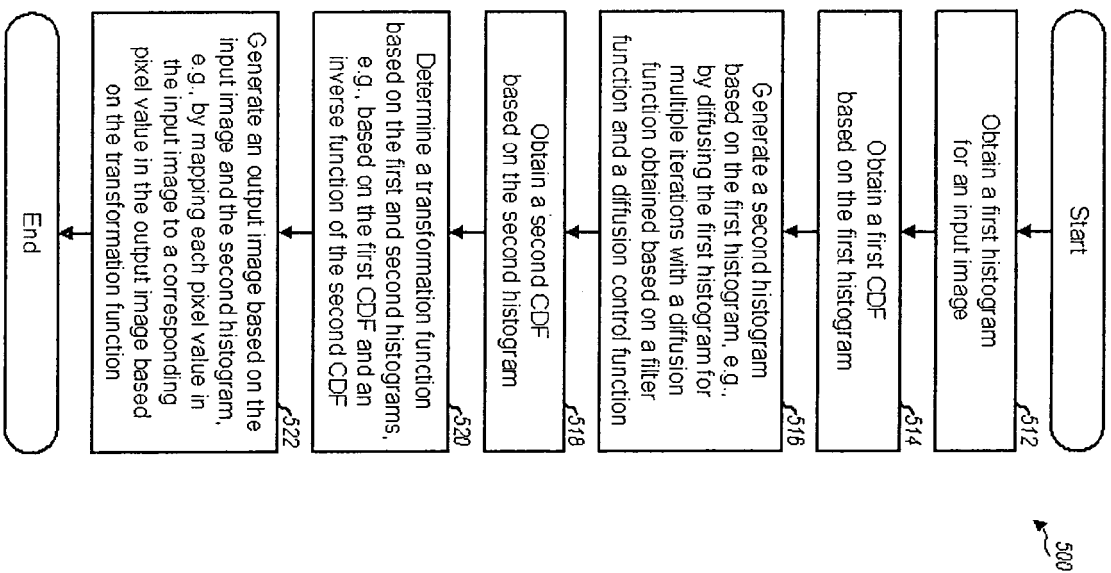 500
Start
512
Obtain a first histogram
for an input image
514
Obtain a first CDF
based on the first histogram
516
Generate a second histogram
based on the first histogram, e.g.,
by diffusing the first histogram for
multiple iterations with a diffusion
function obtained based on a filter
function and a diffusion control function
518
Obtain a second CDF
based on the second histogram
520
Determine a transformation function
based on the first and second histograms,
e.g., based on the first CDF and an
inverse function of the second CDF
522
Generate an output image based on the
input image and the second histogram,
e.g., by mapping each pixel value in
the input image to a corresponding
pixel value in the output image based
on the transformation function
End